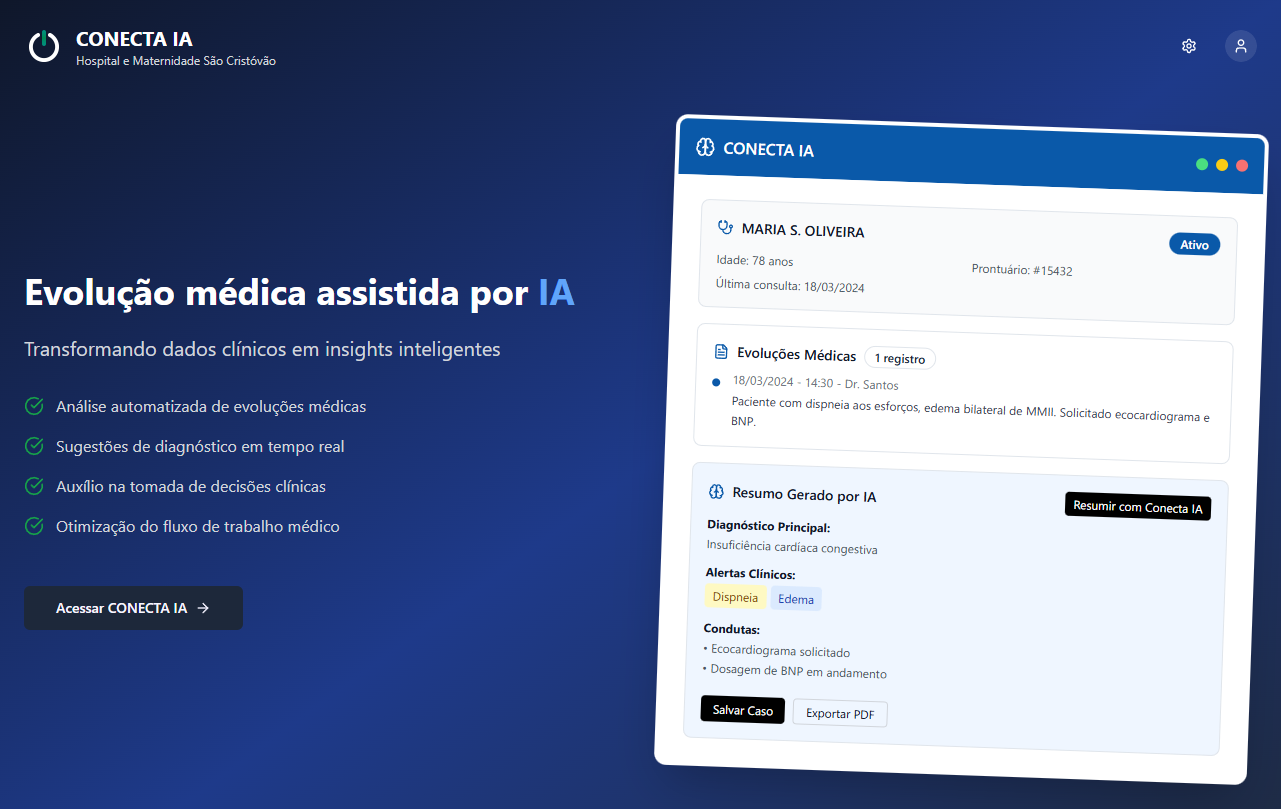 CONECTA IA
Hospital e Maternidade São Cristóvão
Evolução médica assistida por IA
Transformando dados clínicos em insights inteligentes
Análise automatizada de evoluções médicas
Sugestões de diagnóstico em tempo real
Auxílio na tomada de decisões clínicas
Otimização do fluxo de trabalho médico
Acessar CONECTA IA →
CONECTA IA
MARIA S. OLIVEIRA
Ativo
Idade: 78 anos
Prontuário: #15432
Última consulta: 18/03/2024
Evoluções Médicas 1 registro
18/03/2024 - 14:30 - Dr. Santos
Paciente com dispneia aos esforços, edema bilateral de MMII. Solicitado ecocardiograma e
BNP.
Resumo Gerado por IA
Resumir com Conecta IA
Diagnóstico Principal:
Insuficiência cardíaca congestiva
Alertas Clínicos:
Dispneia Edema
Condutas:
• Ecocardiograma solicitado
• Dosagem de BNP em andamento
Salvar Caso Exportar PDF